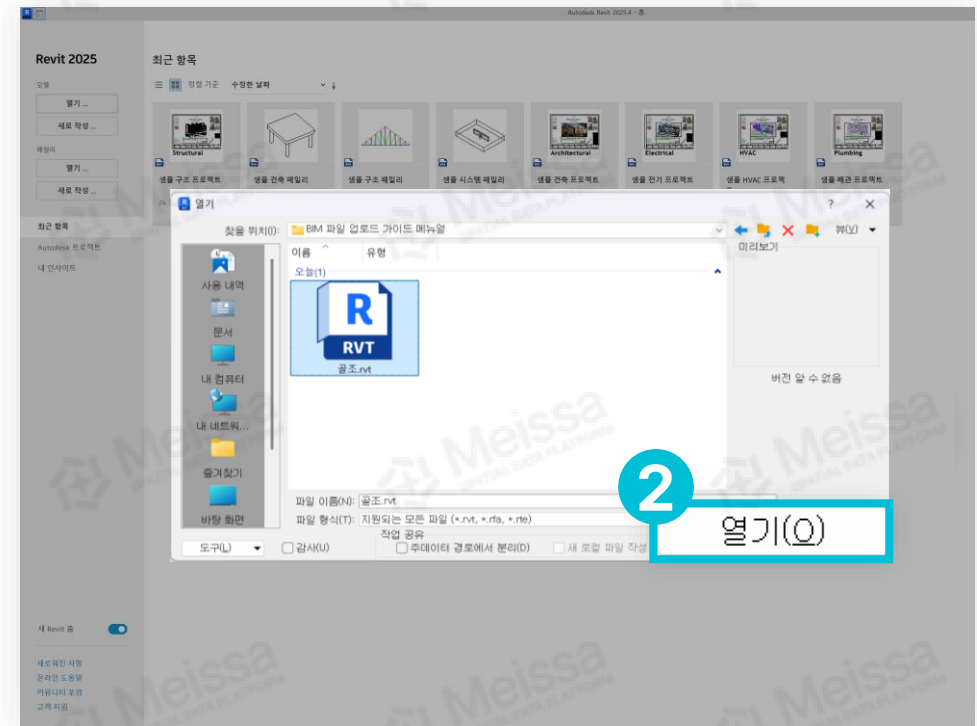 Autodesk Revit 2025.4 - 홈
Revit 2025
모델
열기 ...
새로 작성 ...
패밀리
열기 ...
새로 작성 ...
최근 항목
Autodesk 프로젝트
내 인사이트
새 Revit 홈
새로워진 사항
온라인 도움말
커뮤니티 포럼
고객 지원
최근 항목
정렬 기준 수정한 날짜
Structural
Architectural
Electrical
HVAC
Plumbing
샘플 구조 프로젝트
샘플 건축 패밀리
샘플 구조 패밀리
샘플 시스템 패밀리
샘플 건축 프로젝트
샘플 전기 프로젝트
샘플 HVAC 프로젝
샘플 배관 프로젝트
열기
? X
찾을 위치(I): BIM 파일 업로드 가이드 메뉴얼
뷰(V)
이름 유형
미리보기
오늘(1)
R
RVT
골조.rvt
버전 알 수 없음
사용 내역
문서
내 컴퓨터
내 네트워...
즐겨찾기
바탕 화면
파일 이름(N): 골조.rvt
파일 형식(T): 지원되는 모든 파일 (*.rvt, *.rfa, *.rte)
작업 공유
도구(L)
감사(U)
주데이터 경로에서 분리(D)
새 로컬 파일 작성
2
열기(O)
Meissa
SPATIAL DATA PLATFORM